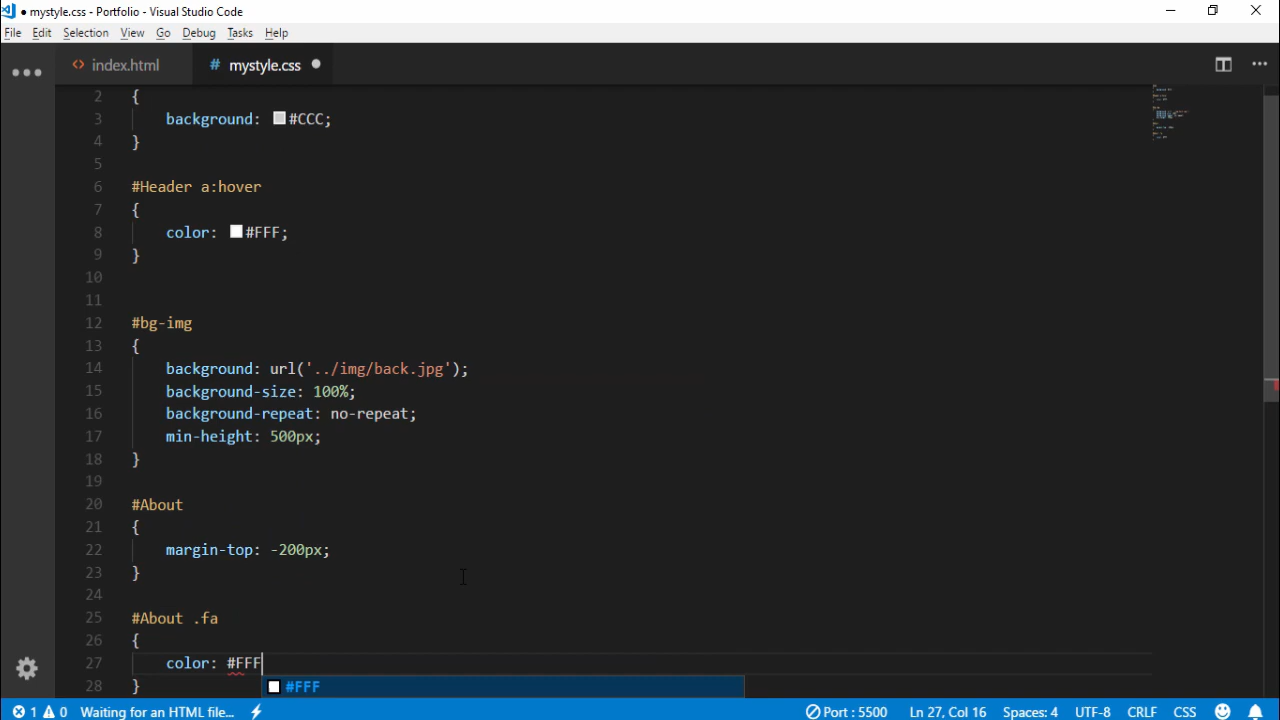 mystyle.css - Portfolio - Visual Studio Code
File Edit Selection View Go Debug Tasks Help
index.html mystyle.css
2 {
3 background: #CCC;
4 }
5
6 #Header a:hover
7 {
8 color: #FFF;
9 }
10
11
12 #bg-img
13 {
14 background: url('../img/back.jpg');
15 background-size: 100%;
16 background-repeat: no-repeat;
17 min-height: 500px;
18 }
19
20 #About
21 {
22 margin-top: -200px;
23 }
24
25 #About .fa
26 {
27 color: #FFF
28 }
#FFF
1 0 Waiting for an HTML file... Port : 5500 Ln 27, Col 16 Spaces: 4 UTF-8 CRLF CSS